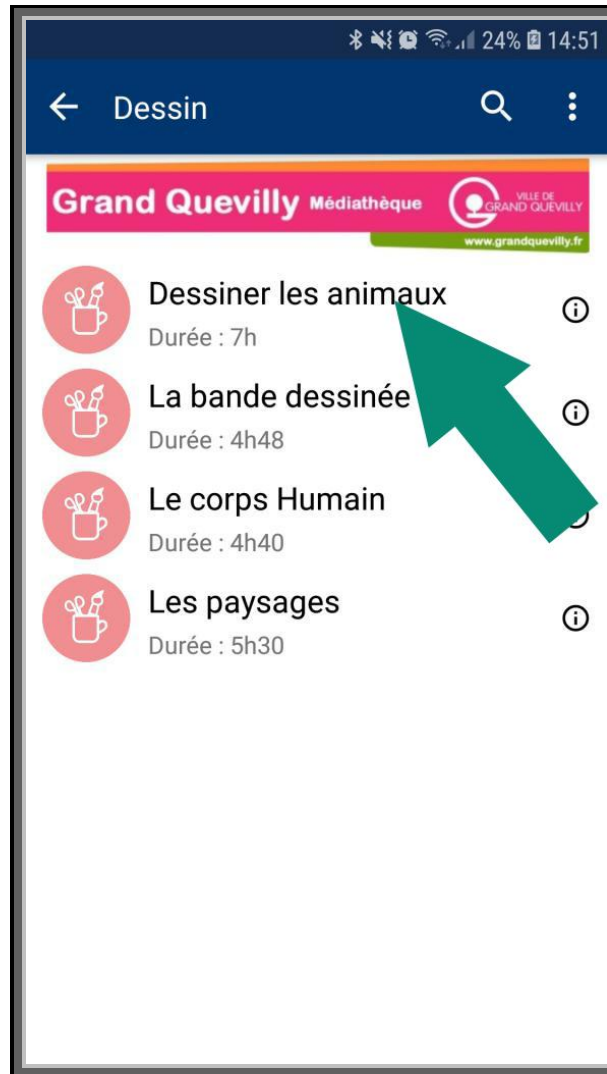 24% 14:51
Dessin
Grand Quevilly Médiathèque
VILLE DE
GRAND QUEVILLY
www.grandquevilly.fr
Dessiner les animaux
Durée : 7h
La bande dessinée
Durée : 4h48
Le corps Humain
Durée : 4h40
Les paysages
Durée : 5h30